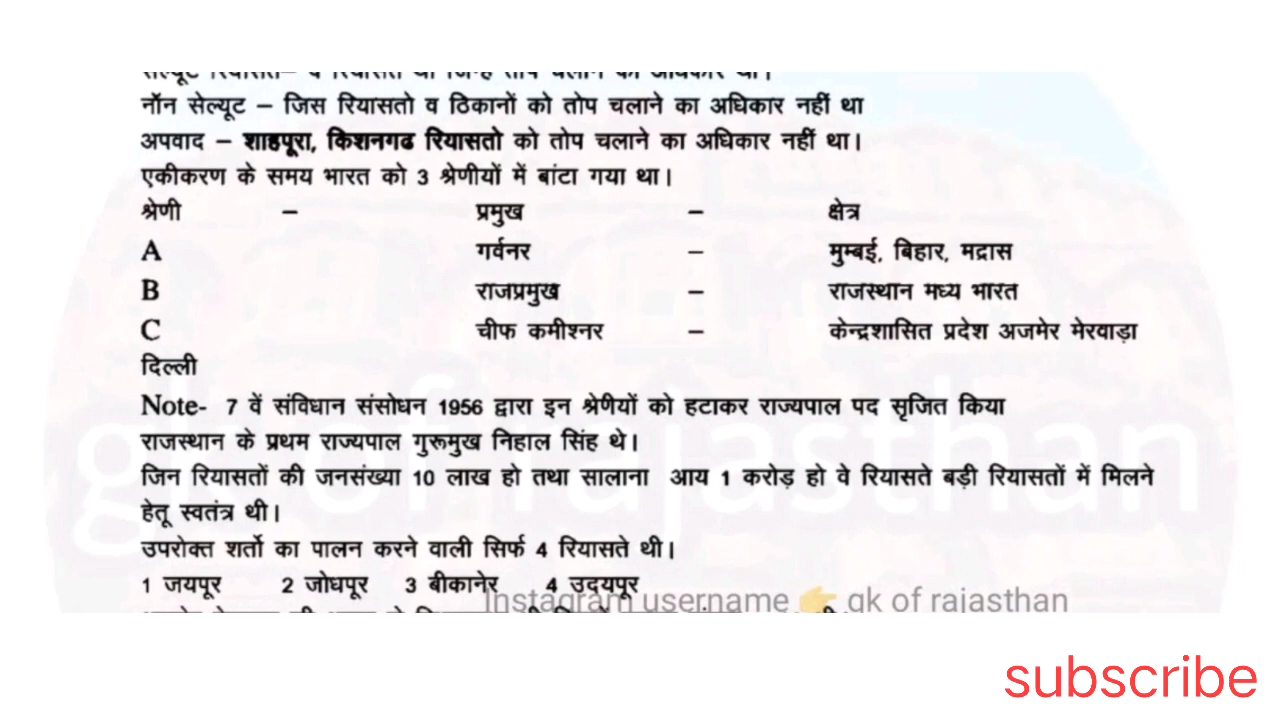 नॉन सेल्यूट – जिस रियासतो व ठिकानों को तोप चलाने का अधिकार नहीं था
अपवाद – शाहपूरा, किशनगढ रियासतो को तोप चलाने का अधिकार नहीं था।
एकीकरण के समय भारत को 3 श्रेणीयों में बांटा गया था।
श्रेणी – प्रमुख – क्षेत्र
A गर्वनर – मुम्बई, बिहार, मद्रास
B राजप्रमुख – राजस्थान मध्य भारत
C चीफ कमीश्नर – केन्द्रशासित प्रदेश अजमेर मेरवाड़ा
दिल्ली
Note- 7 वें संविधान संसोधन 1956 द्वारा इन श्रेणीयों को हटाकर राज्यपाल पद सृजित किया
राजस्थान के प्रथम राज्यपाल गुरूमुख निहाल सिंह थे।
जिन रियासतों की जनसंख्या 10 लाख हो तथा सालाना आय 1 करोड़ हो वे रियासते बड़ी रियासतों में मिलने
हेतू स्वतंत्र थी।
उपरोक्त शर्तो का पालन करने वाली सिर्फ 4 रियासते थी।
1 जयपूर 2 जोधपूर 3 बीकानेर 4 उदयपूर
Instagram username 👉 gk of rajasthan
gk of rajasthan
subscribe